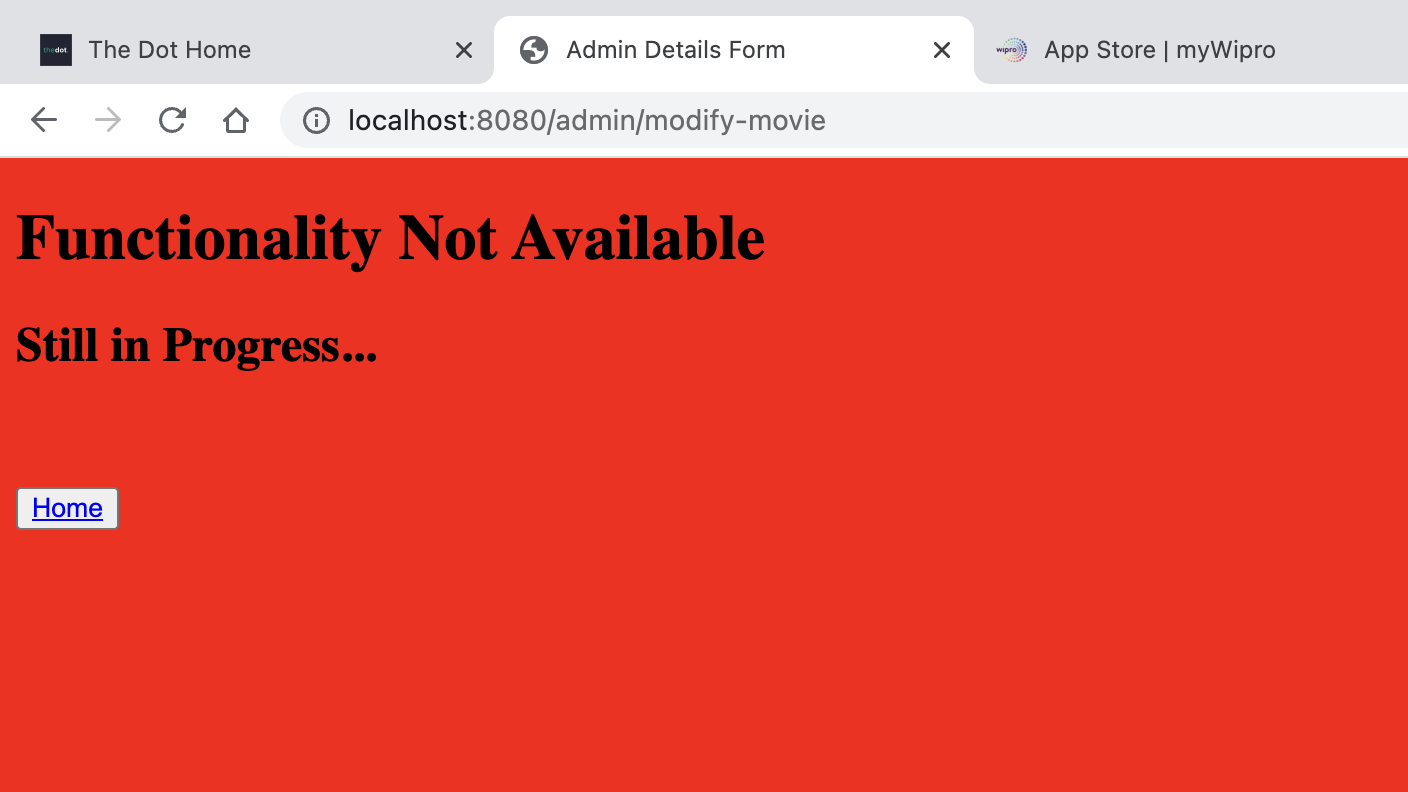 thedot.
The Dot Home
Admin Details Form
wipro
App Store | myWipro
localhost:8080/admin/modify-movie
Functionality Not Available
Still in Progress...
Home